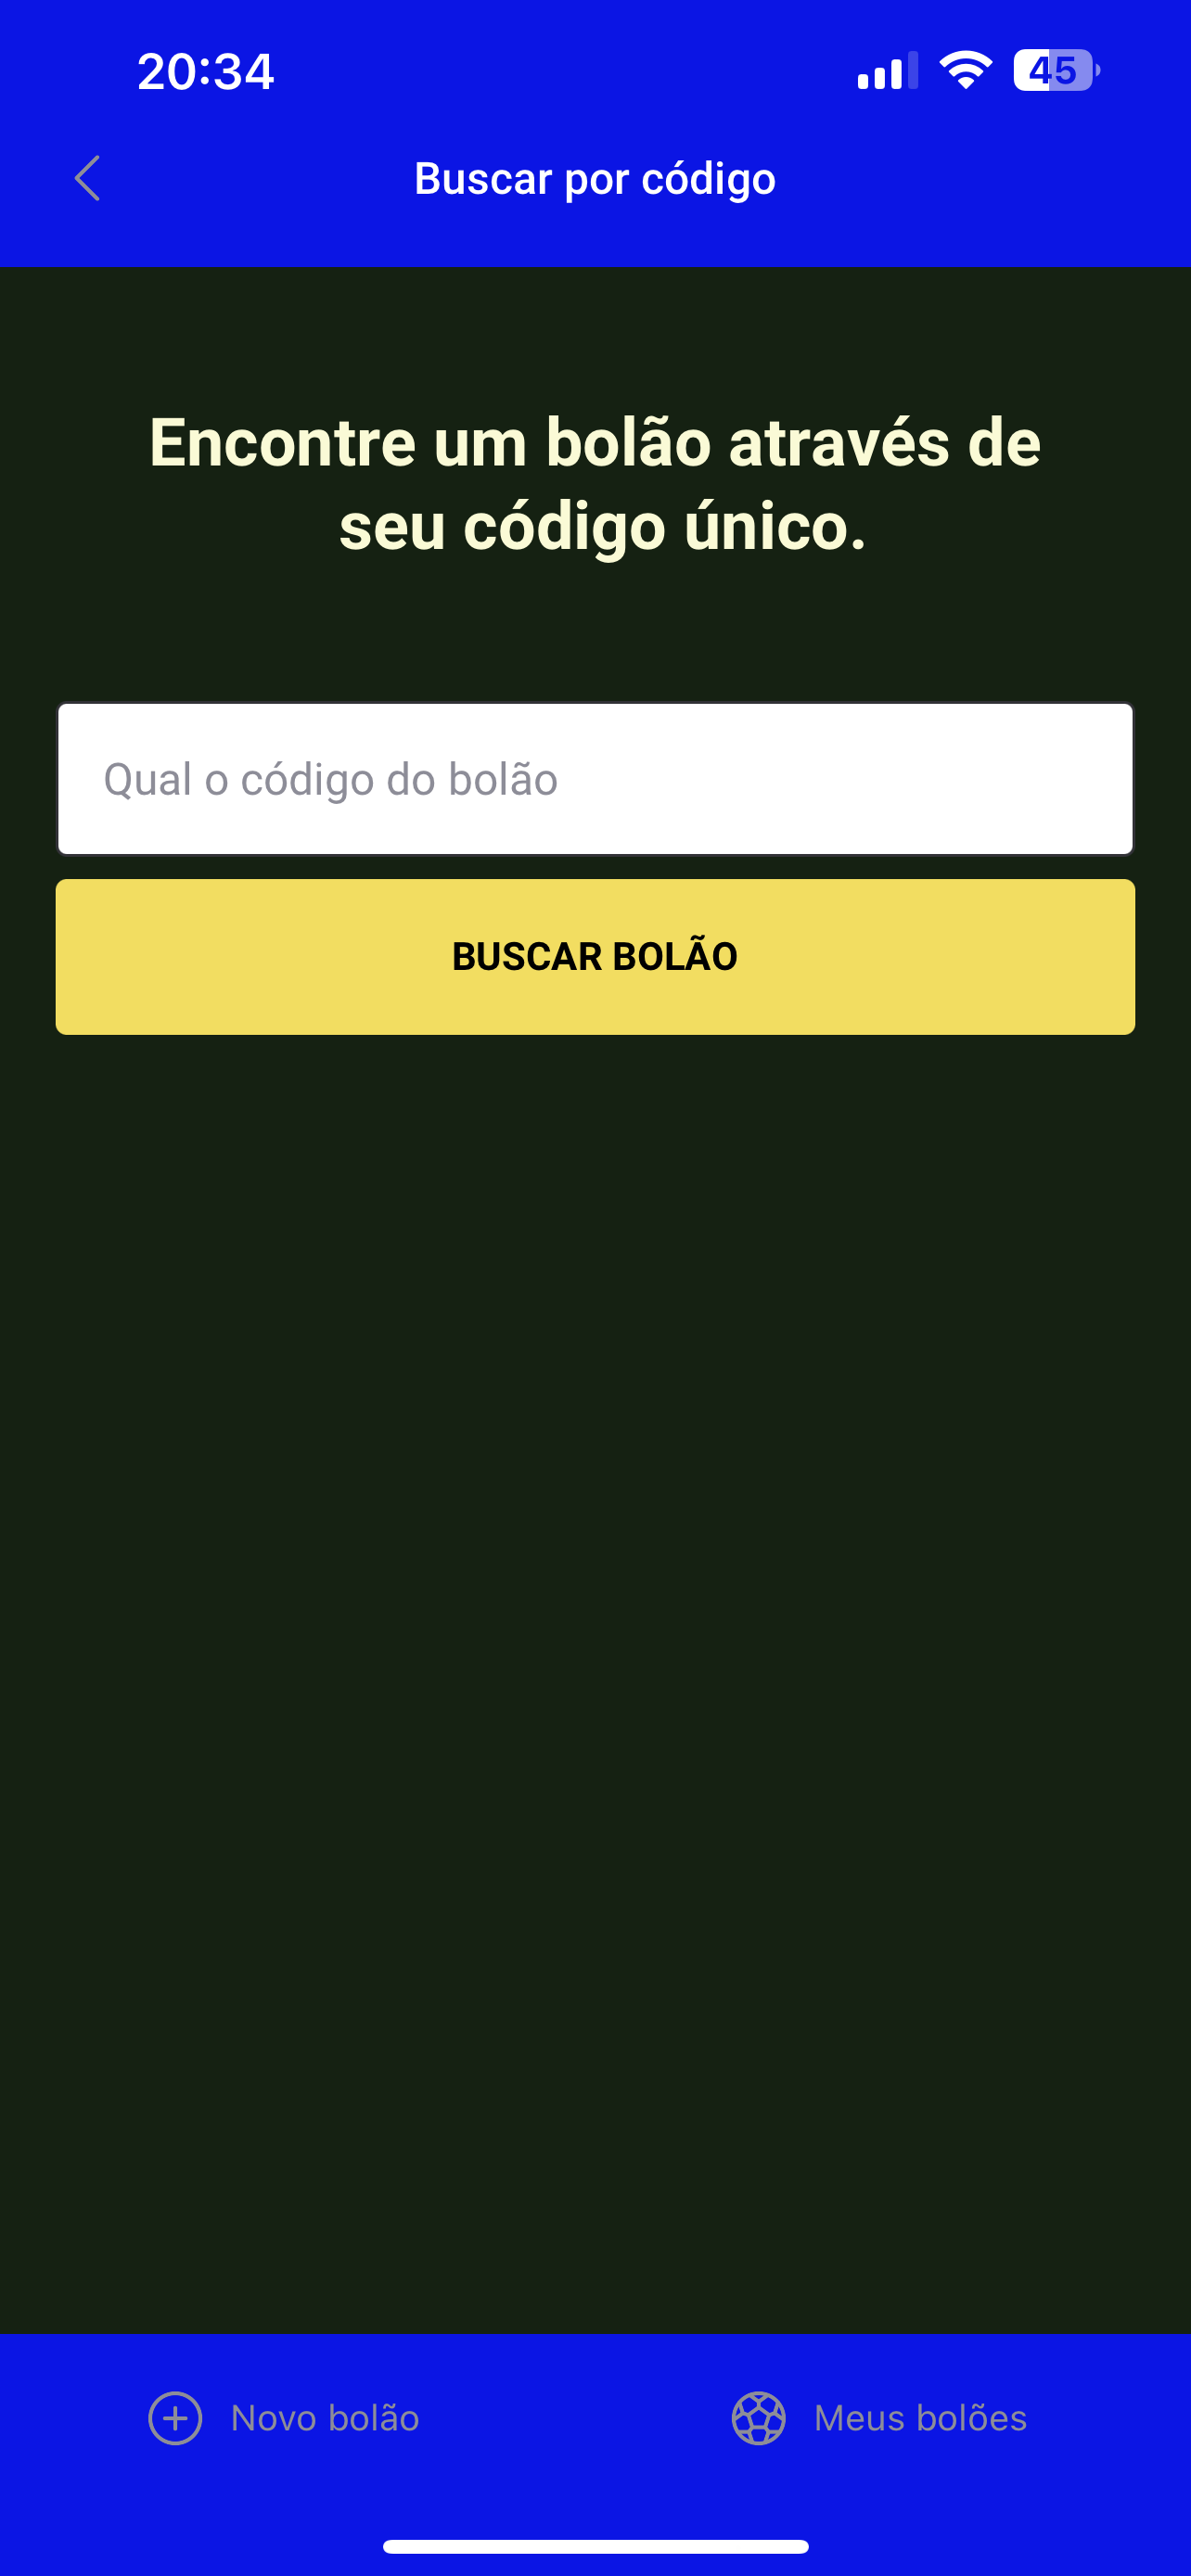 20:34
45
Buscar por código
Encontre um bolão através de
seu código único.
Qual o código do bolão
BUSCAR BOLÃO
Novo bolão
Meus bolões